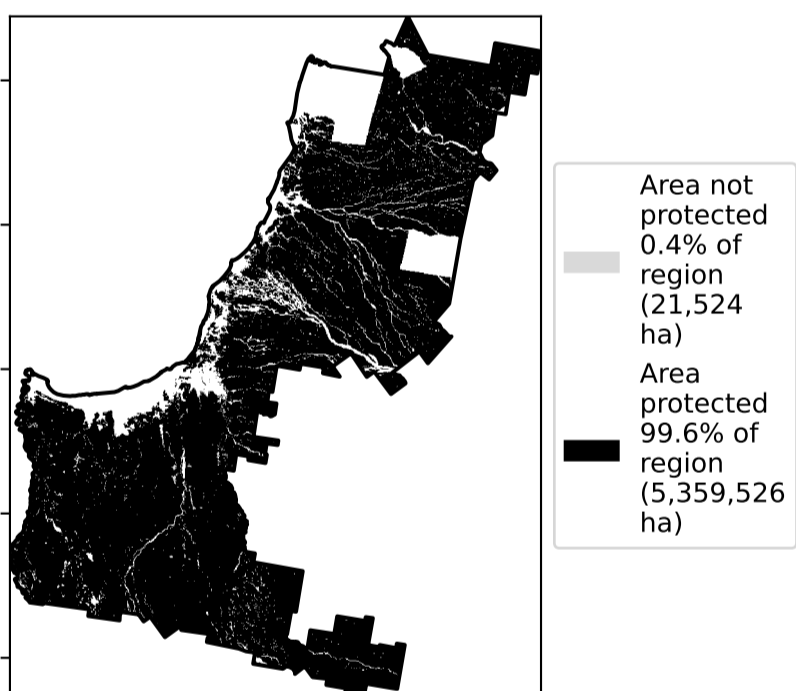 Area not
protected
0.4% of
region
(21,524
ha)
Area
protected
99.6% of
region
(5,359,526
ha)